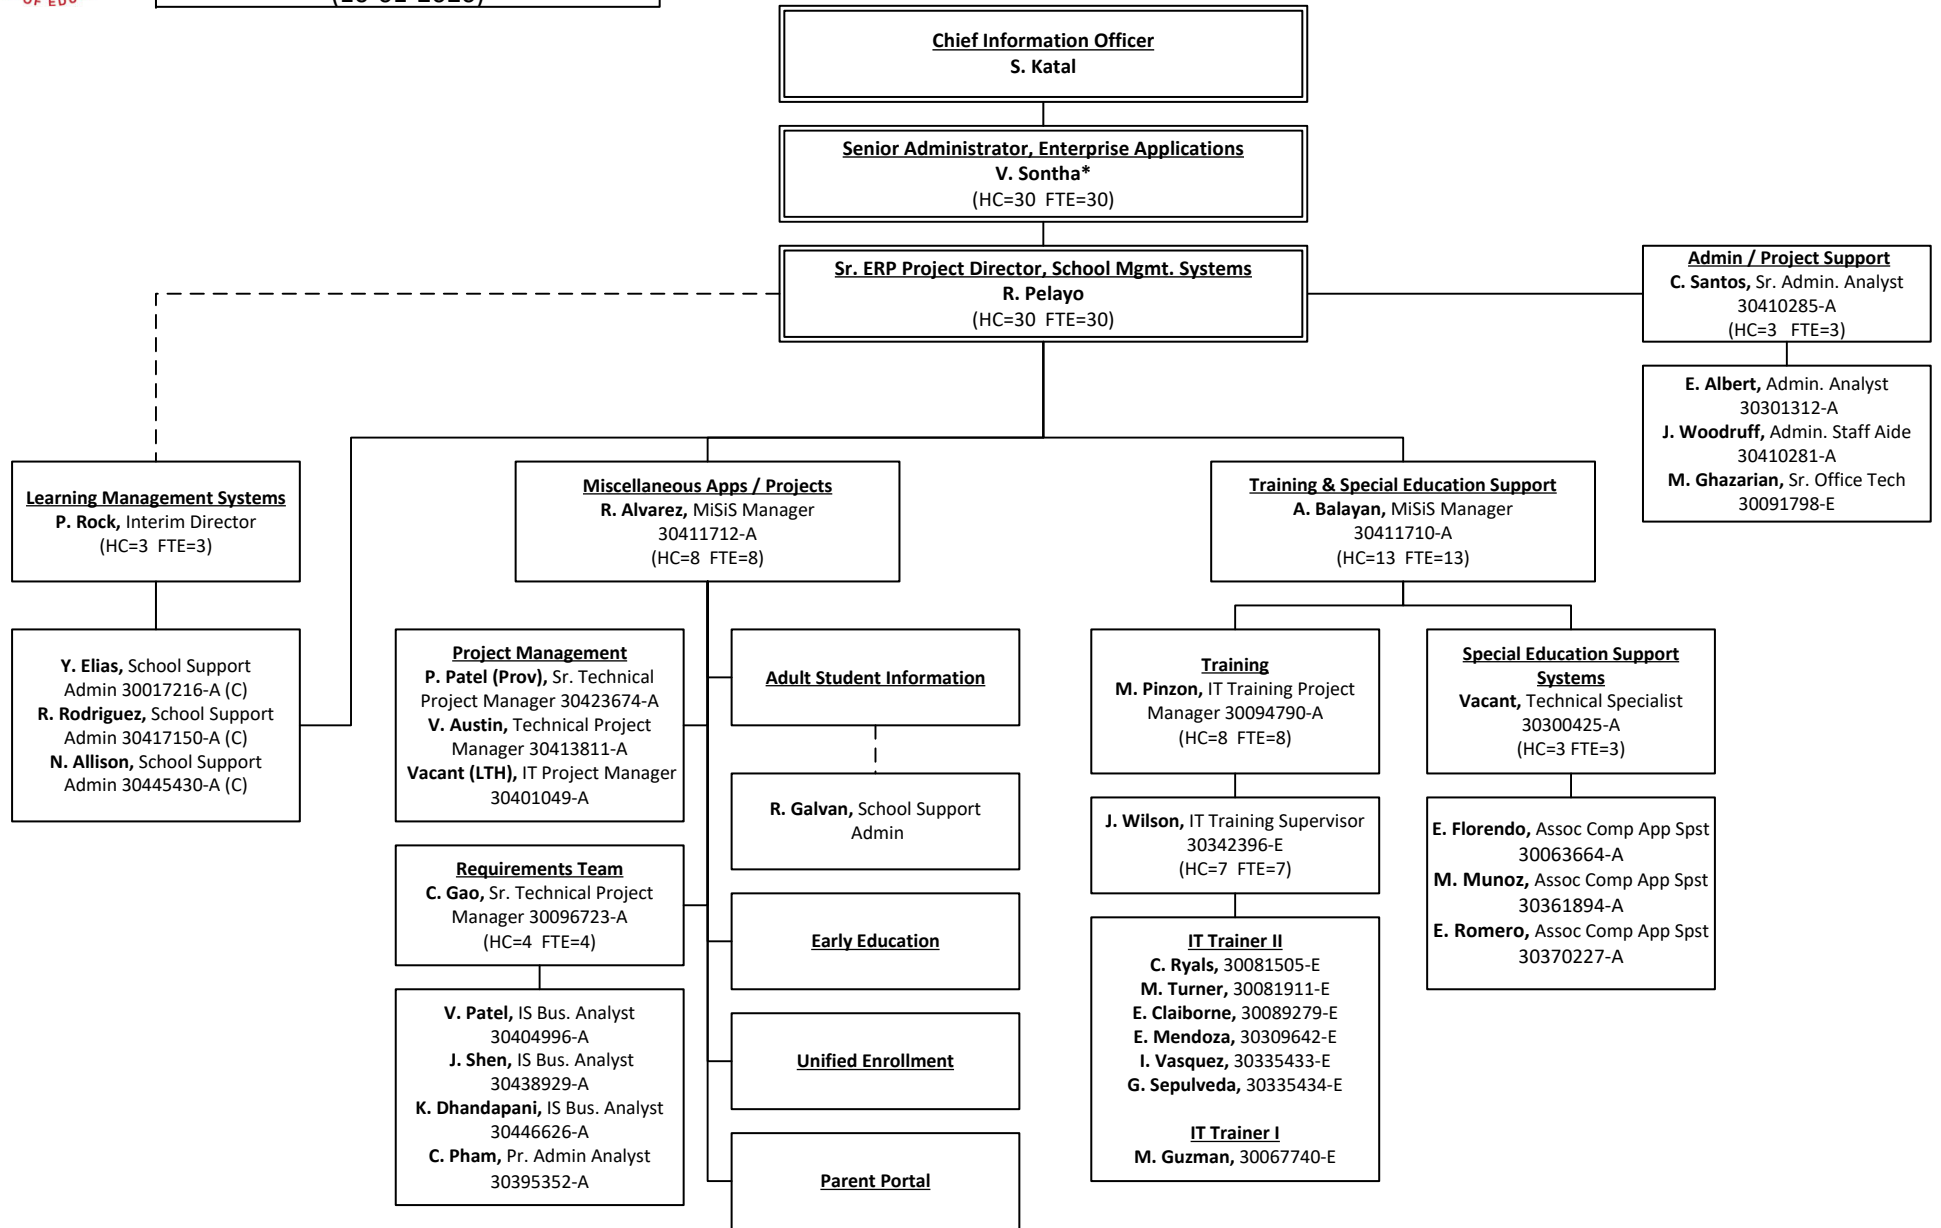 OF EDU
Chief Information Officer
S. Katal
Senior Administrator, Enterprise Applications
V. Sontha*
(HC=30 FTE=30)
Sr. ERP Project Director, School Mgmt. Systems
R. Pelayo
(HC=30 FTE=30)
Admin / Project Support
C. Santos, Sr. Admin. Analyst
30410285-A
(HC=3 FTE=3)
E. Albert, Admin. Analyst
30301312-A
J. Woodruff, Admin. Staff Aide
30410281-A
M. Ghazarian, Sr. Office Tech
30091798-E
Learning Management Systems
P. Rock, Interim Director
(HC=3 FTE=3)
Y. Elias, School Support
Admin 30017216-A (C)
R. Rodriguez, School Support
Admin 30417150-A (C)
N. Allison, School Support
Admin 30445430-A (C)
Miscellaneous Apps / Projects
R. Alvarez, MiSiS Manager
30411712-A
(HC=8 FTE=8)
Project Management
P. Patel (Prov), Sr. Technical
Project Manager 30423674-A
V. Austin, Technical Project
Manager 30413811-A
Vacant (LTH), IT Project Manager
30401049-A
Requirements Team
C. Gao, Sr. Technical Project
Manager 30096723-A
(HC=4 FTE=4)
V. Patel, IS Bus. Analyst
30404996-A
J. Shen, IS Bus. Analyst
30438929-A
K. Dhandapani, IS Bus. Analyst
30446626-A
C. Pham, Pr. Admin Analyst
30395352-A
Adult Student Information
R. Galvan, School Support
Admin
Early Education
Unified Enrollment
Parent Portal
Training & Special Education Support
A. Balayan, MiSiS Manager
30411710-A
(HC=13 FTE=13)
Training
M. Pinzon, IT Training Project
Manager 30094790-A
(HC=8 FTE=8)
J. Wilson, IT Training Supervisor
30342396-E
(HC=7 FTE=7)
IT Trainer II
C. Ryals, 30081505-E
M. Turner, 30081911-E
E. Claiborne, 30089279-E
E. Mendoza, 30309642-E
I. Vasquez, 30335433-E
G. Sepulveda, 30335434-E
IT Trainer I
M. Guzman, 30067740-E
Special Education Support
Systems
Vacant, Technical Specialist
30300425-A
(HC=3 FTE=3)
E. Florendo, Assoc Comp App Spst
30063664-A
M. Munoz, Assoc Comp App Spst
30361894-A
E. Romero, Assoc Comp App Spst
30370227-A